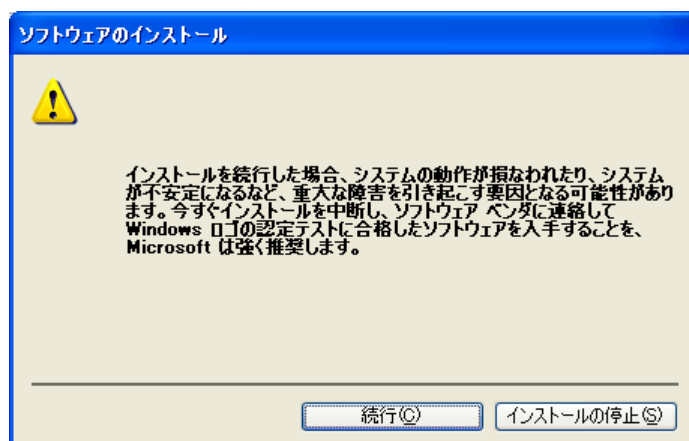 ソフトウェアのインストール
インストールを続行した場合、システムの動作が損なわれたり、システム
が不安定になるなど、重大な障害を引き起こす要因となる可能性があり
ます。今すぐインストールを中断し、ソフトウェア ベンダに連絡して
Windows ロゴの認定テストに合格したソフトウェアを入手することを、
Microsoft は強く推奨します。
続行(C)
インストールの停止(S)